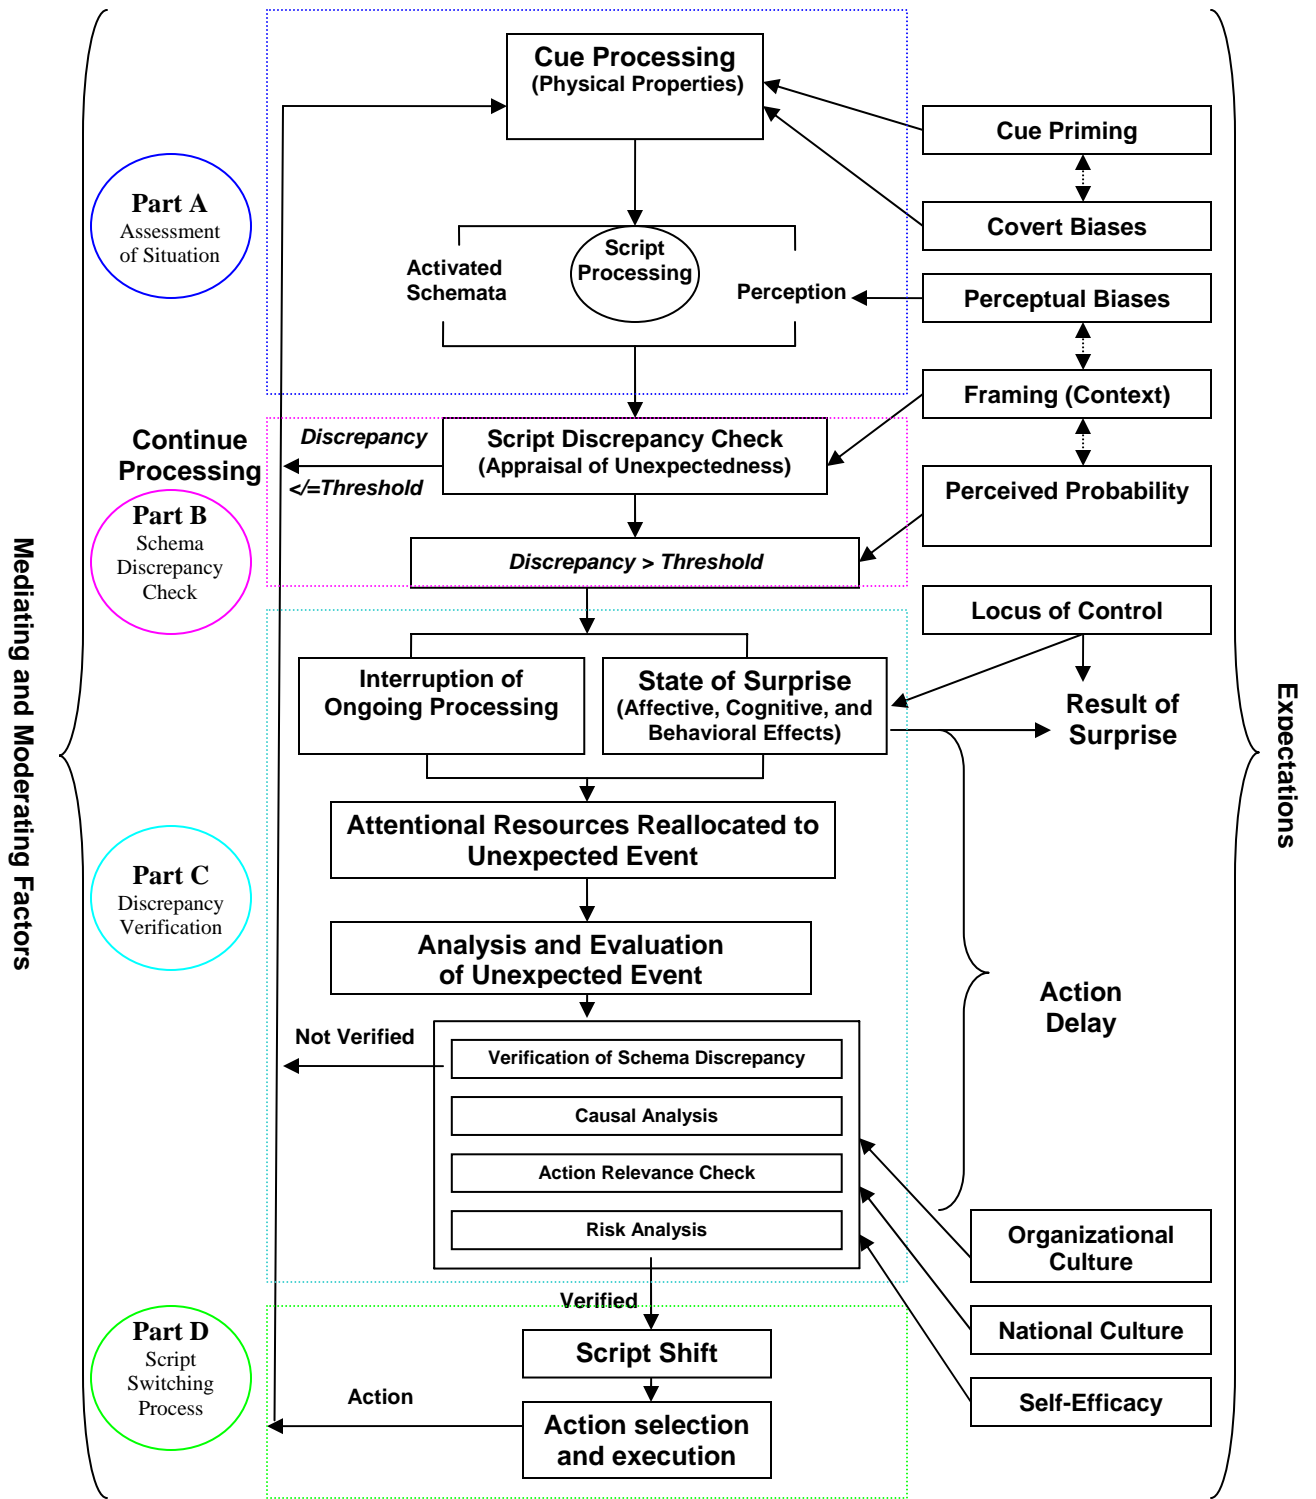 Cue Processing
(Physical Properties)
Cue Priming
Part A
Assessment
of Situation
Covert Biases
Script
Processing
Activated
Schemata
Perception
Perceptual Biases
Framing (Context)
Continue
Processing
Discrepancy
</=Threshold
Script Discrepancy Check
(Appraisal of Unexpectedness)
Perceived Probability
Part B
Schema
Discrepancy
Check
Discrepancy > Threshold
Locus of Control
Interruption of
Ongoing Processing
State of Surprise
(Affective, Cognitive, and
Behavioral Effects)
Result of
Surprise
Mediating and Moderating Factors
Expectations
Attentional Resources Reallocated to
Unexpected Event
Part C
Discrepancy
Verification
Analysis and Evaluation
of Unexpected Event
Action
Delay
Not Verified
Verification of Schema Discrepancy
Causal Analysis
Action Relevance Check
Risk Analysis
Organizational
Culture
Verified
Part D
Script
Switching
Process
Script Shift
National Culture
Action
Action selection
and execution
Self-Efficacy